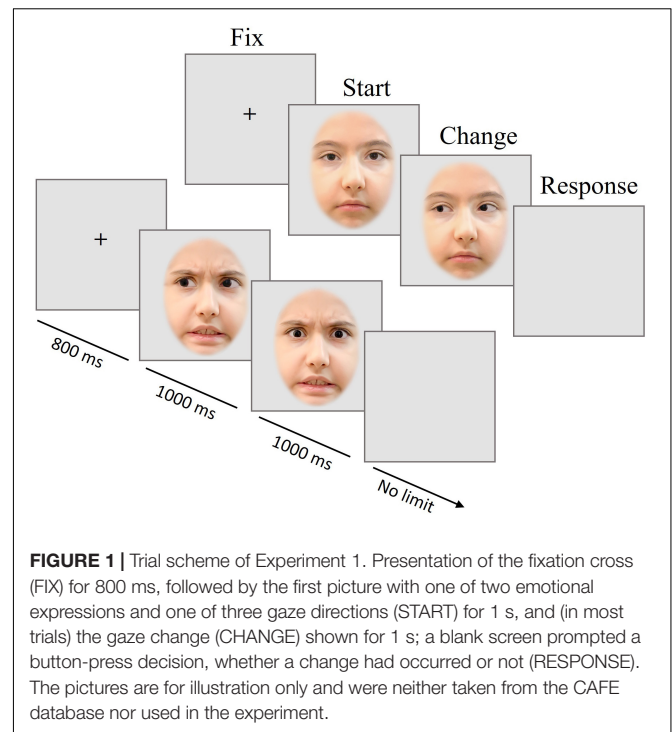 Fix
Start
Change
Response
+
+
800 ms
1000 ms
1000 ms
No limit
FIGURE 1 | Trial scheme of Experiment 1. Presentation of the fixation cross
(FIX) for 800 ms, followed by the first picture with one of two emotional
expressions and one of three gaze directions (START) for 1 s, and (in most
trials) the gaze change (CHANGE) shown for 1 s; a blank screen prompted a
button-press decision, whether a change had occurred or not (RESPONSE).
The pictures are for illustration only and were neither taken from the CAFE
database nor used in the experiment.